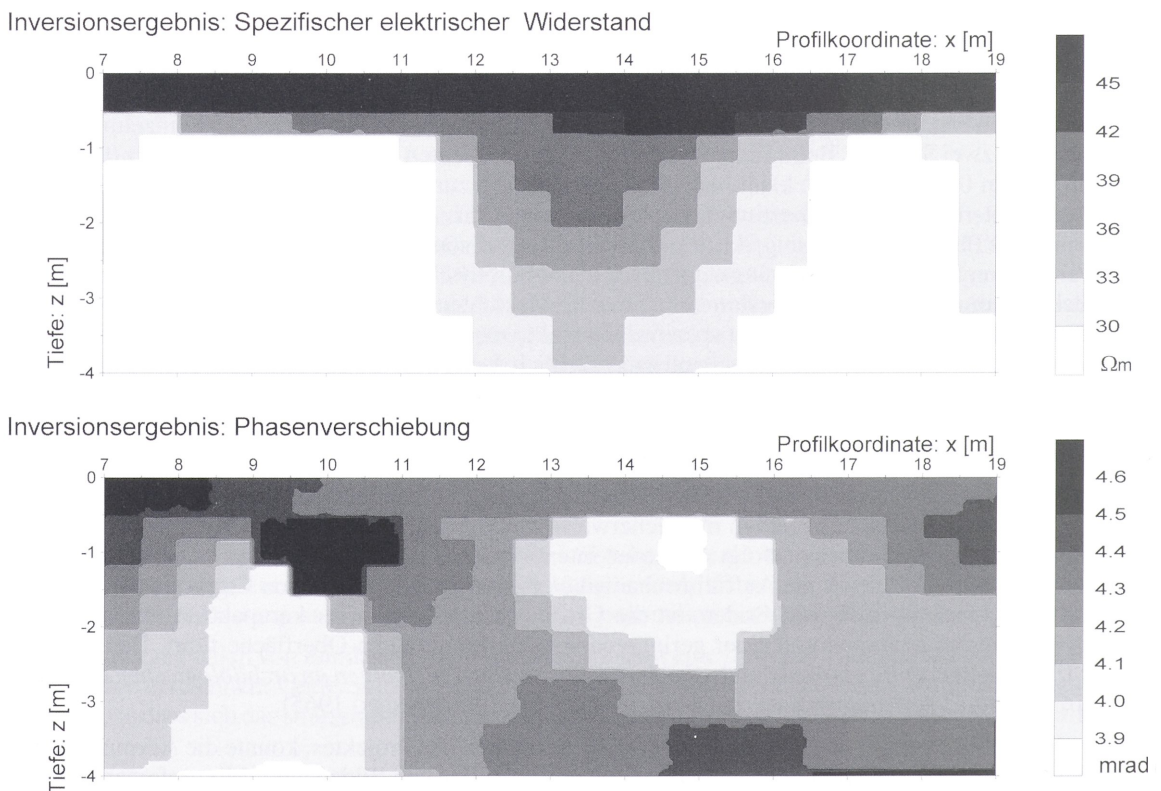 Inversionsergebnis: Spezifischer elektrischer Widerstand
Profilkoordinate: x [m]
7 8 9 10 11 12 13 14 15 16 17 18 19
0
-1
-2
-3
-4
Tiefe: z [m]
45
42
39
36
33
30
Ωm
Inversionsergebnis: Phasenverschiebung
Profilkoordinate: x [m]
7 8 9 10 11 12 13 14 15 16 17 18 19
0
-1
-2
-3
-4
Tiefe: z [m]
4.6
4.5
4.4
4.3
4.2
4.1
4.0
3.9
mrad